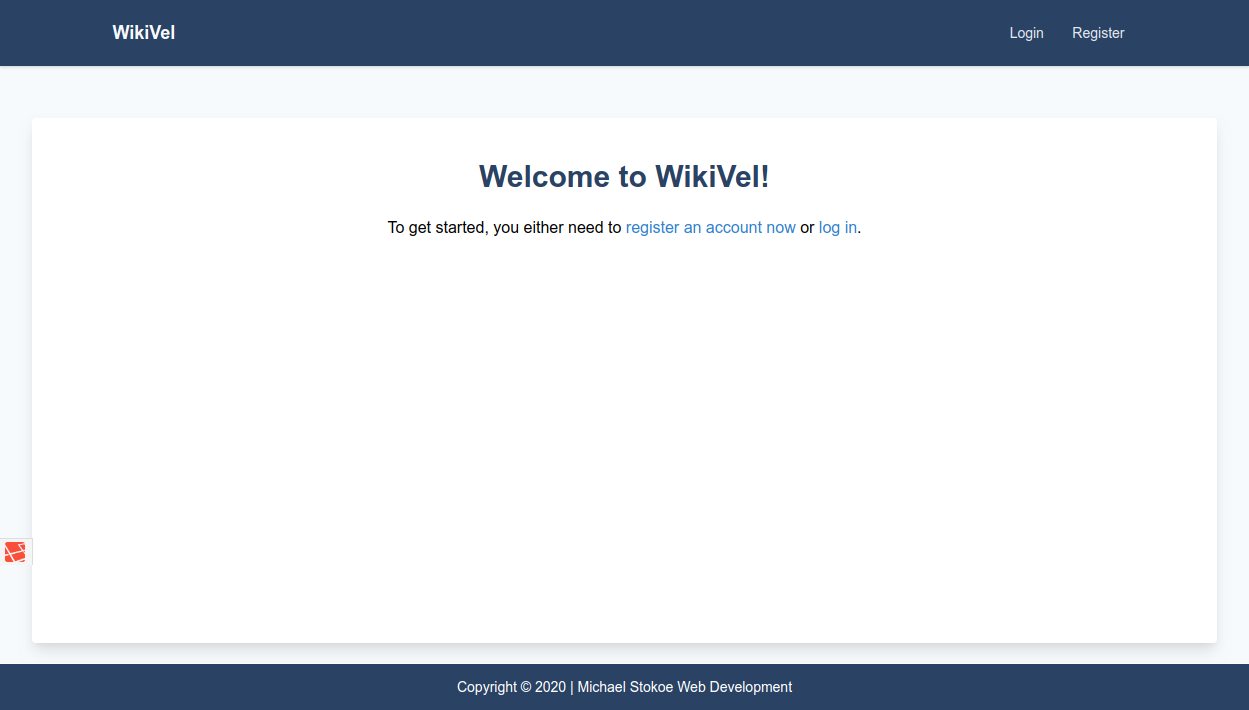 WikiVel
Login
Register
Welcome to WikiVel!
To get started, you either need to register an account now or log in.
Copyright © 2020 | Michael Stokoe Web Development